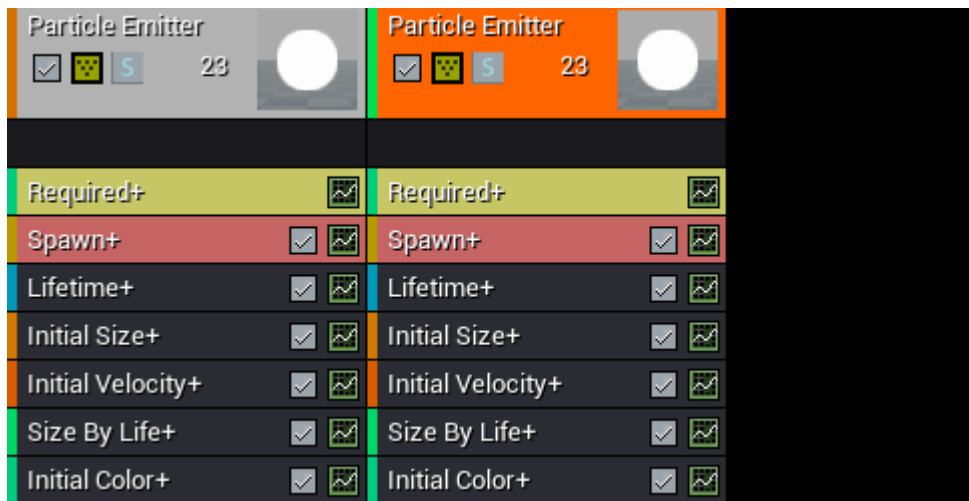 Particle Emitter
S 23
Required+
Spawn+
Lifetime+
Initial Size+
Initial Velocity+
Size By Life+
Initial Color+
Particle Emitter
S 23
Required+
Spawn+
Lifetime+
Initial Size+
Initial Velocity+
Size By Life+
Initial Color+